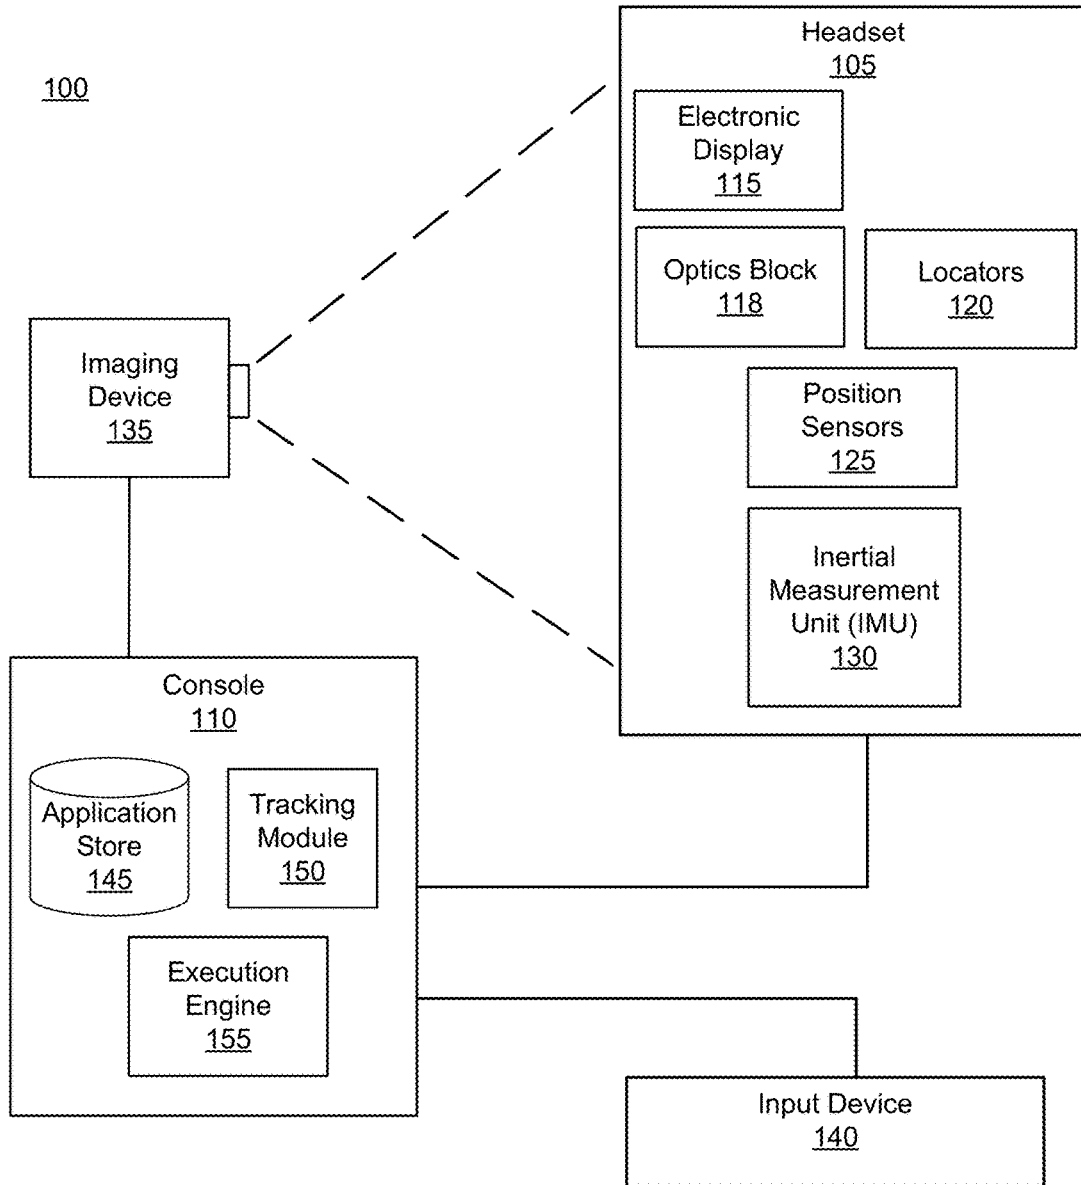 100
Headset
105
Electronic
Display
115
Optics Block
118
Locators
120
Imaging
Device
135
Position
Sensors
125
Inertial
Measurement
Unit (IMU)
130
Console
110
Application
Store
145
Tracking
Module
150
Execution
Engine
155
Input Device
140